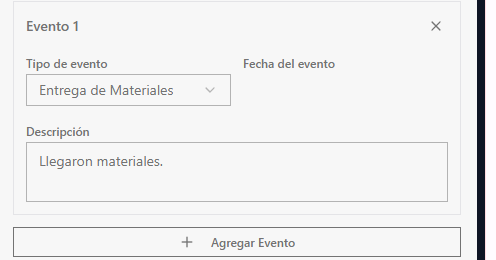 Evento 1
Tipo de evento
Fecha del evento
Entrega de Materiales
Descripción
Llegaron materiales.
Agregar Evento